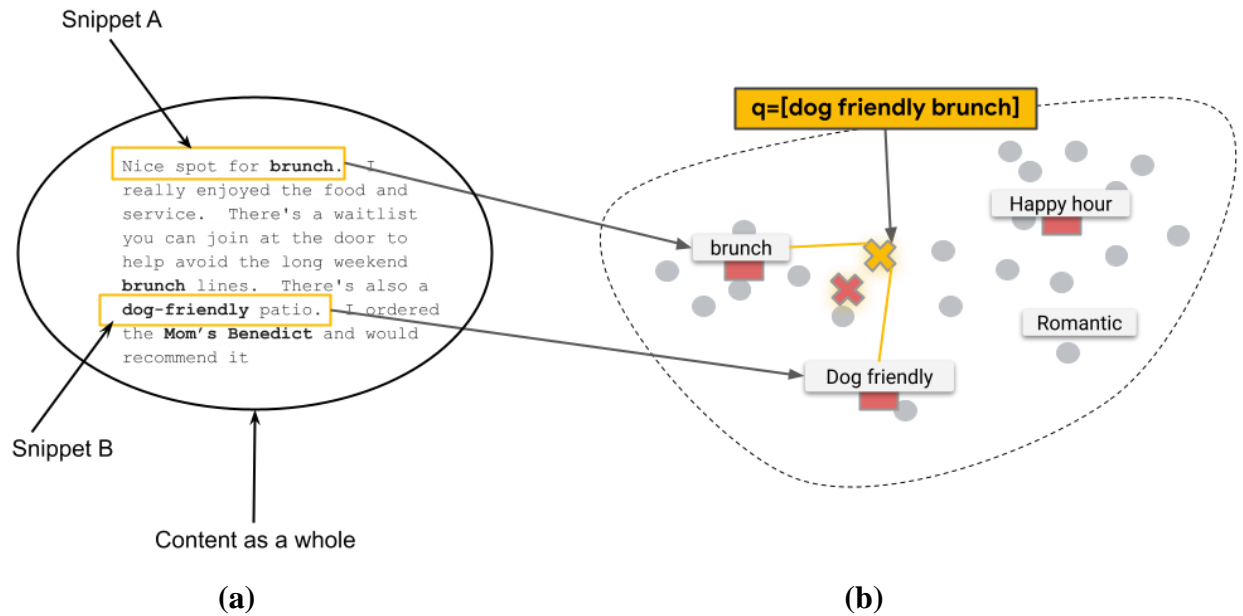 Snippet A
Nice spot for brunch. I
really enjoyed the food and
service. There's a waitlist
you can join at the door to
help avoid the long weekend
brunch lines. There's also a
dog-friendly patio. I ordered
the Mom's Benedict and would
recommend it
Snippet B
Content as a whole
(a)
q=[dog friendly brunch]
Happy hour
brunch
Romantic
Dog friendly
(b)